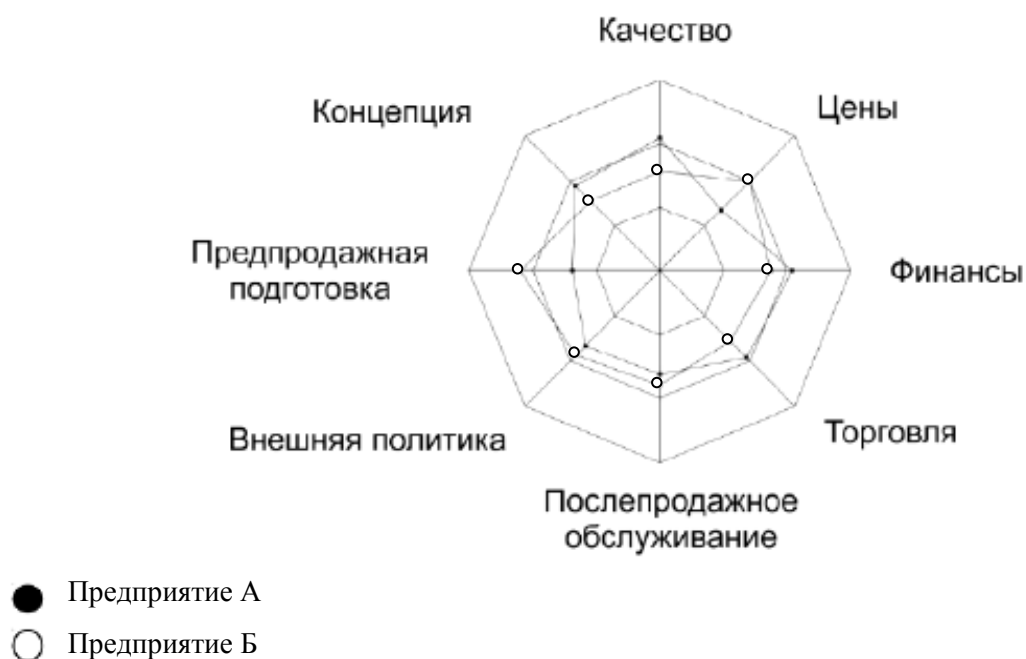 Качество
Концепция
Цены
Предпродажная
подготовка
Финансы
Внешняя политика
Торговля
Послепродажное
обслуживание
Предприятие А
Предприятие Б